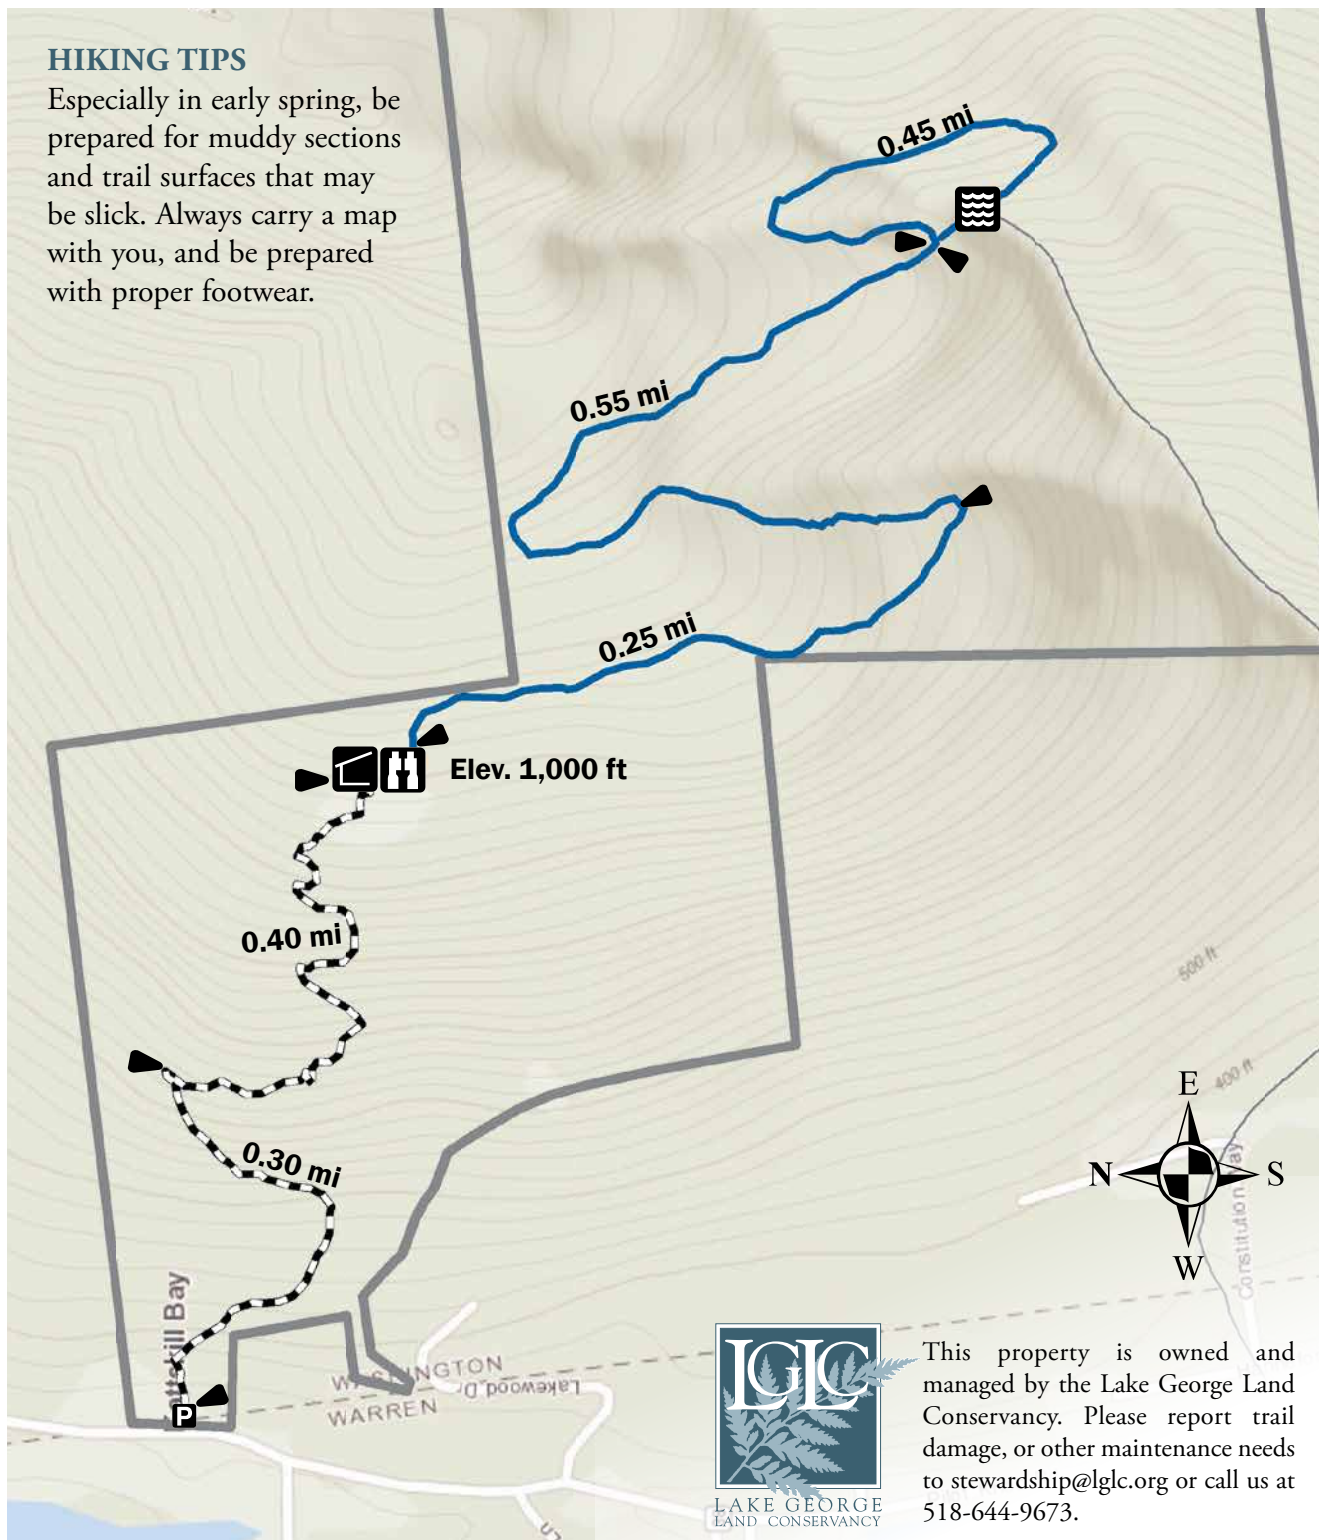 HIKING TIPS
Especially in early spring, be
prepared for muddy sections
and trail surfaces that may
be slick. Always carry a map
with you, and be prepared
with proper footwear.
0.45 mi
0.55 mi
0.25 mi
Elev. 1,000 ft
0.40 mi
500 ft
400 ft
0.30 mi
E
N
S
W
Constitution
Bay
WASHINGTON
Lakewood Dr
WARREN
P
LGLC
LAKE GEORGE
LAND CONSERVANCY
This property is owned and
managed by the Lake George Land
Conservancy. Please report trail
damage, or other maintenance needs
to stewardship@lglc.org or call us at
518-644-9673.
Ln